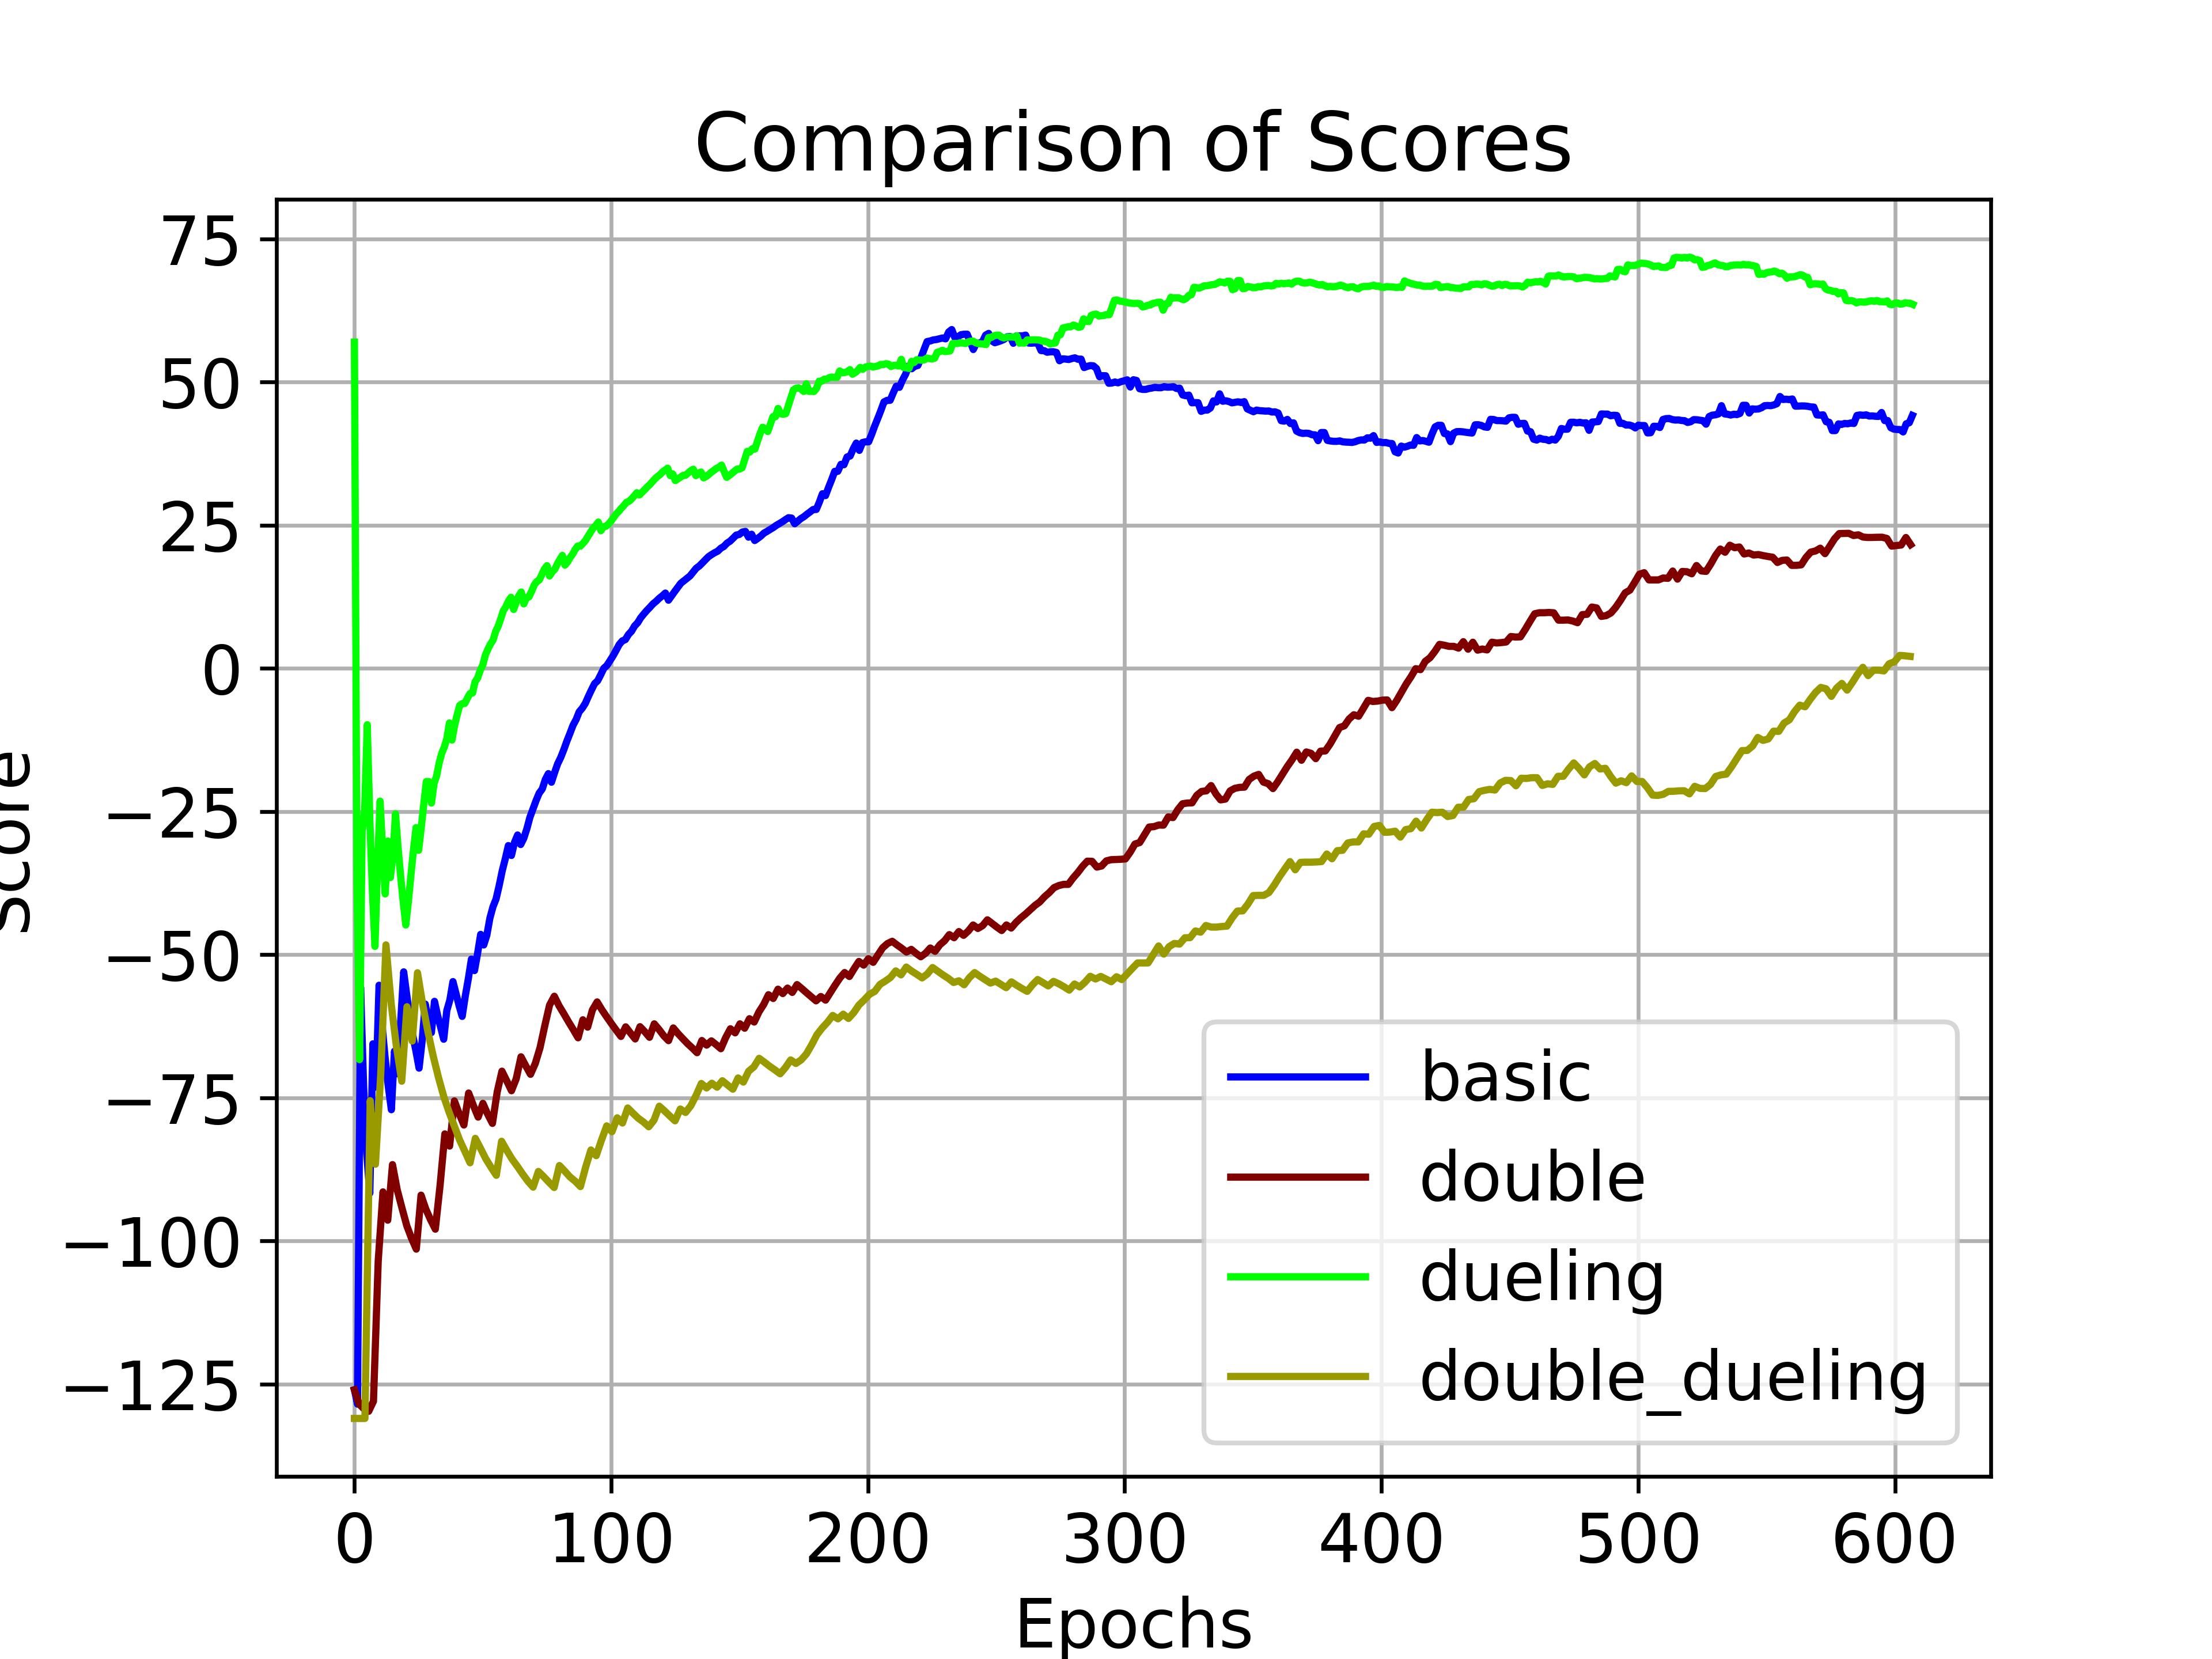 Comparison of Scores
75
50
25
0
−25
−50
−75
−100
−125
Score
basic
double
dueling
double_dueling
0 100 200 300 400 500 600
Epochs